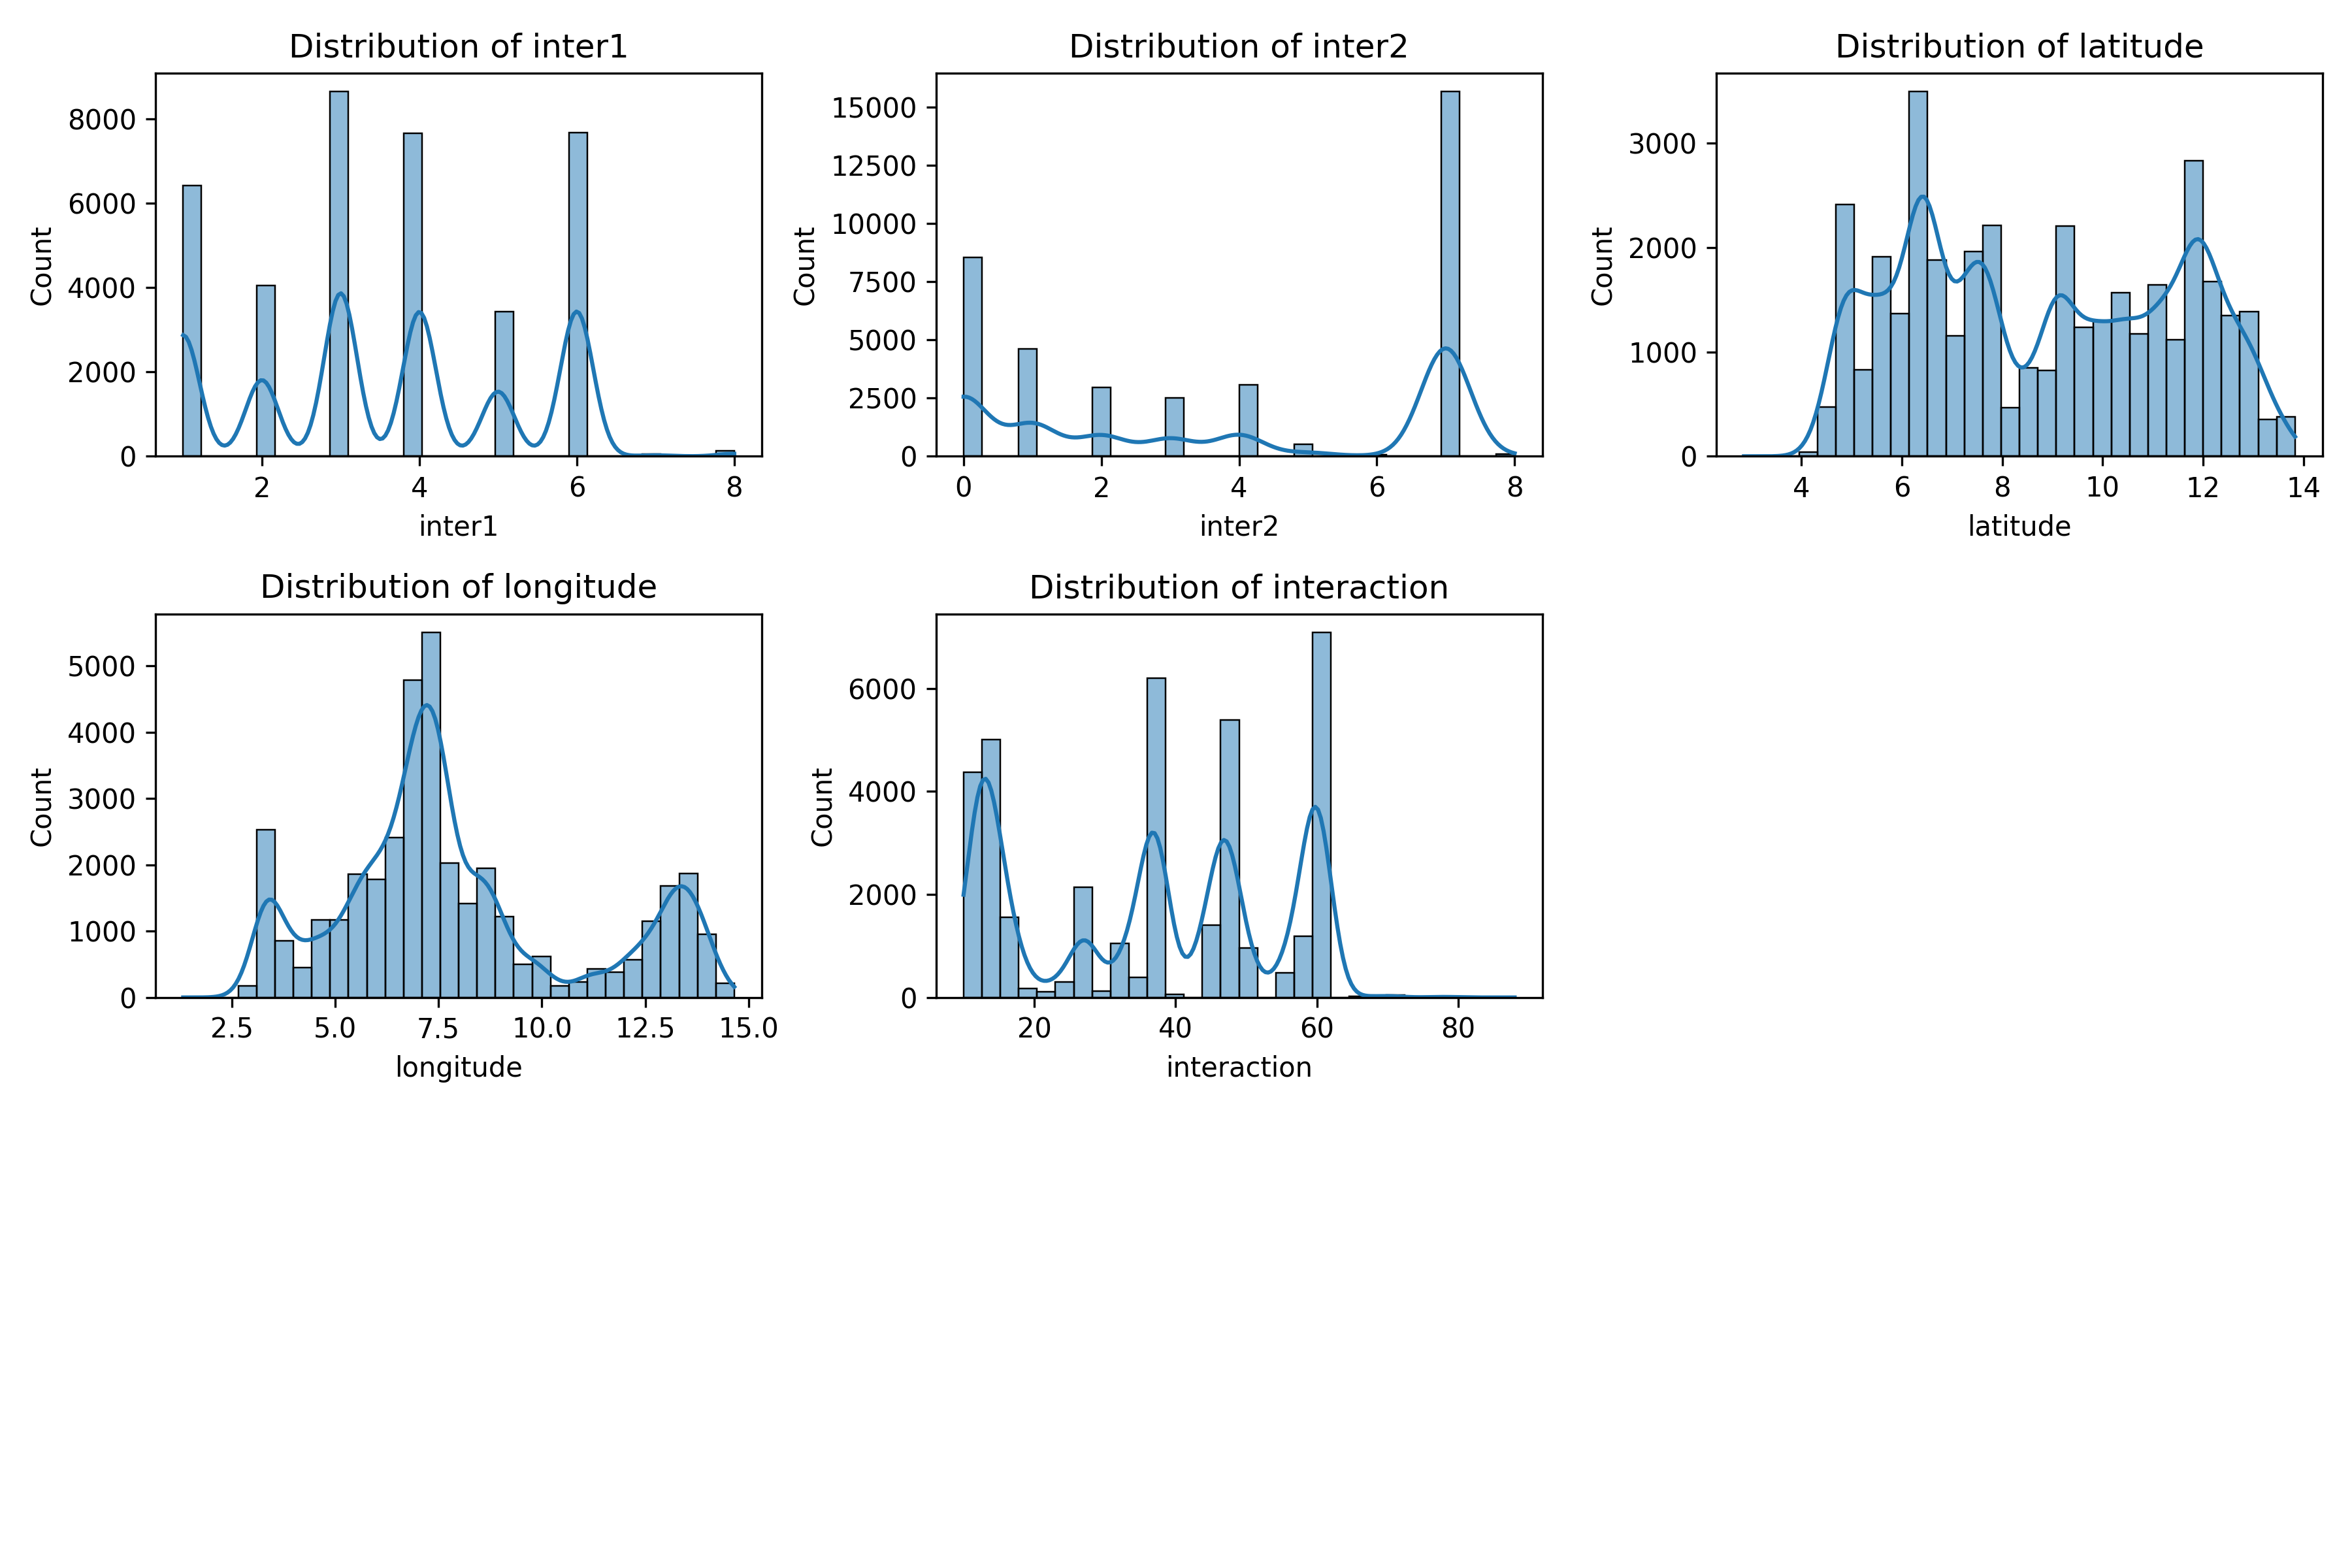 Distribution of inter1
8000
6000
4000
2000
0
Count
2 4 6 8
inter1
Distribution of inter2
15000
12500
10000
7500
5000
2500
0
Count
0 2 4 6 8
inter2
Distribution of latitude
3000
2000
1000
0
Count
4 6 8 10 12 14
latitude
Distribution of longitude
5000
4000
3000
2000
1000
0
Count
2.5 5.0 7.5 10.0 12.5 15.0
longitude
Distribution of interaction
6000
4000
2000
0
Count
20 40 60 80
interaction